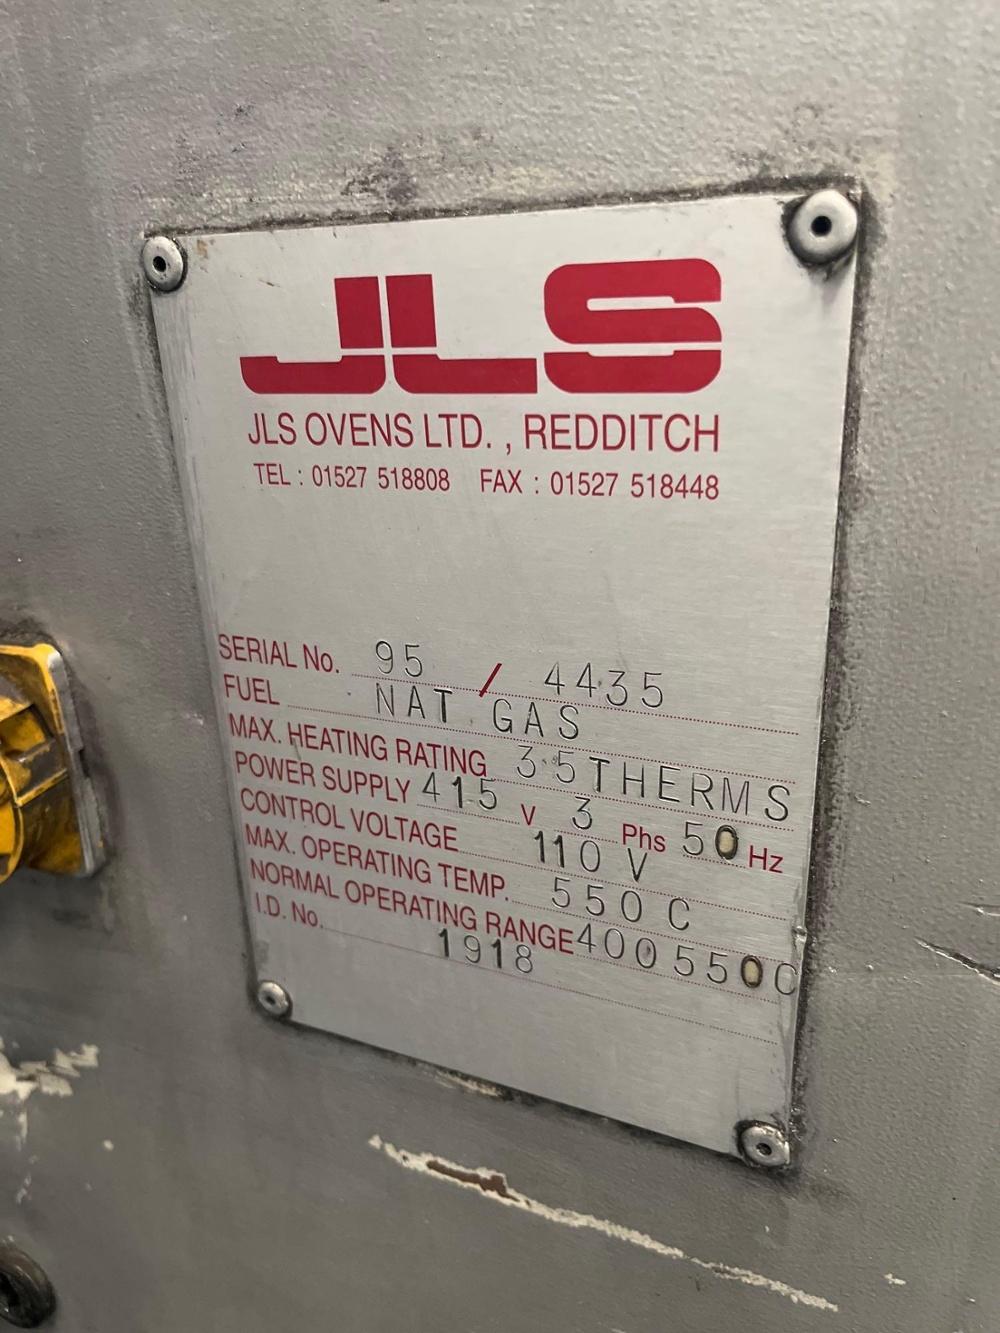 JLS
JLS OVENS LTD. , REDDITCH
TEL : 01527 518808 FAX : 01527 518448
SERIAL No. 95 / 4435
FUEL NAT GAS
MAX. HEATING RATING 3·5 THERMS
POWER SUPPLY 415 V 3 Phs 50 Hz
CONTROL VOLTAGE 110 V
MAX. OPERATING TEMP. 550 C
NORMAL OPERATING RANGE 400 550 C
I.D. No. 1918